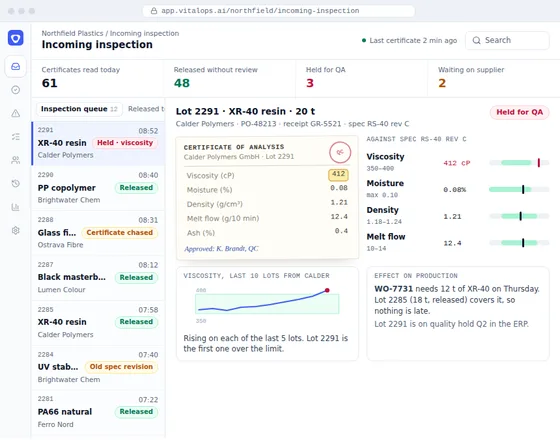 app.vitalops.ai/northfield/incoming-inspection
Northfield Plastics / Incoming inspection
Incoming inspection
Last certificate 2 min ago
Search
Certificates read today
61
Released without review
48
Held for QA
3
Waiting on supplier
2
Inspection queue 12
Released t
2291 08:52
XR-40 resin Held · viscosity
Calder Polymers
2290 08:40
PP copolymer Released
Brightwater Chem
2288 08:31
Glass fi… Certificate chased
Ostrava Fibre
2287 08:12
Black masterb… Released
Lumen Colour
2285 07:58
XR-40 resin Released
Calder Polymers
2284 07:40
UV stab… Old spec revision
Brightwater Chem
2281 07:22
PA66 natural Released
Ferro Nord
Lot 2291 · XR-40 resin · 20 t
Held for QA
Calder Polymers · PO-48213 · receipt GR-5521 · spec RS-40 rev C
CERTIFICATE OF ANALYSIS
Calder Polymers GmbH · Lot 2291
QC
Viscosity (cP) 412
Moisture (%) 0.08
Density (g/cm³) 1.21
Melt flow (g/10 min) 12.4
Ash (%) 0.4
Approved: K. Brandt, QC
AGAINST SPEC RS-40 REV C
Viscosity
350–400
412 cP
Moisture
max 0.10
0.08%
Density
1.18–1.24
1.21
Melt flow
10–14
12.4
VISCOSITY, LAST 10 LOTS FROM CALDER
400
350
Rising on each of the last 5 lots. Lot 2291 is
the first one over the limit.
EFFECT ON PRODUCTION
WO-7731 needs 12 t of XR-40 on Thursday.
Lot 2285 (18 t, released) covers it, so
nothing is late.
Lot 2291 is on quality hold Q2 in the ERP.